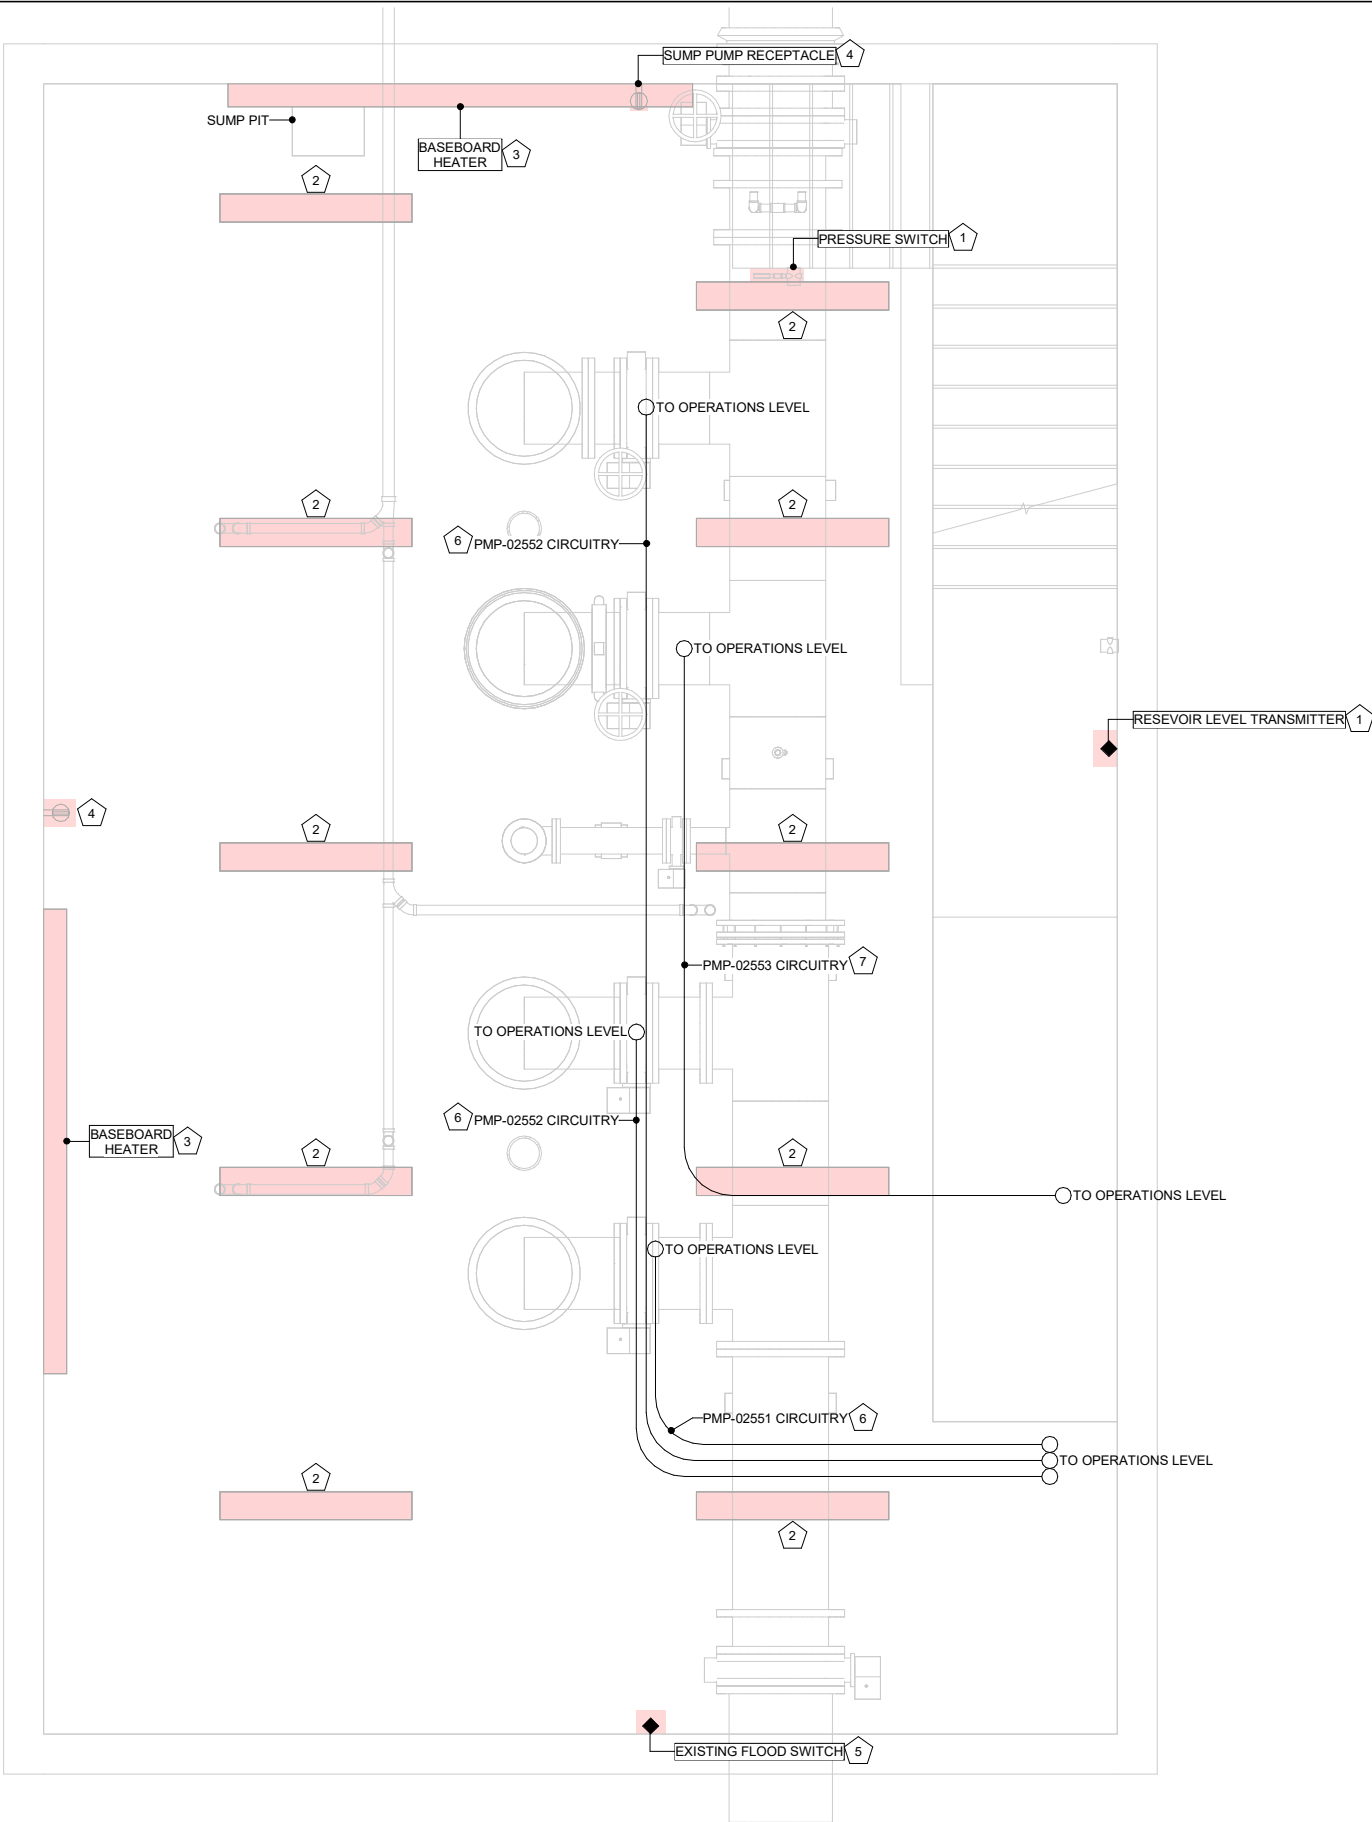 SUMP PUMP RECEPTACLE 4
SUMP PIT
BASEBOARD
HEATER 3
2
PRESSURE SWITCH 1
2
TO OPERATIONS LEVEL
2
2
6 PMP-02552 CIRCUITRY
TO OPERATIONS LEVEL
RESEVOIR LEVEL TRANSMITTER 1
4
2
2
PMP-02553 CIRCUITRY 7
TO OPERATIONS LEVEL
6 PMP-02552 CIRCUITRY
BASEBOARD
HEATER 3
2
2
TO OPERATIONS LEVEL
TO OPERATIONS LEVEL
PMP-02551 CIRCUITRY 6
TO OPERATIONS LEVEL
2
2
EXISTING FLOOD SWITCH 5